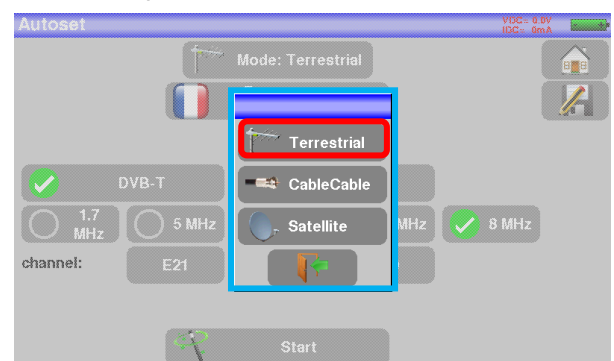 Autoset
VDC= 0.0V
IDC= 0mA
Mode: Terrestrial
Terrestrial
DVB-T
CableCable
1.7
MHz
5 MHz
Satellite
MHz
8 MHz
channel:
E21
Start